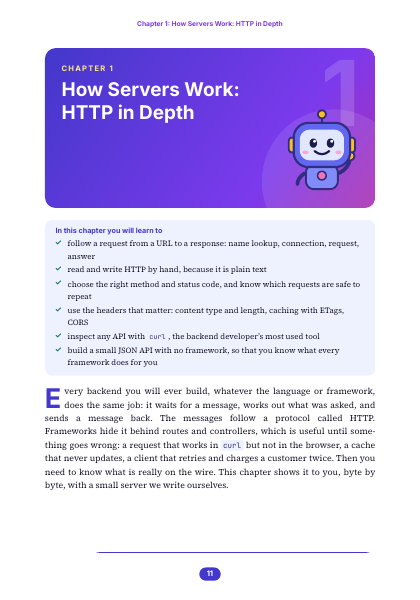 Chapter 1: How Servers Work: HTTP in Depth
1
CHAPTER 1
How Servers Work:
HTTP in Depth
In this chapter you will learn to
follow a request from a URL to a response: name lookup, connection, request,
answer
read and write HTTP by hand, because it is plain text
choose the right method and status code, and know which requests are safe to
repeat
use the headers that matter: content type and length, caching with ETags,
CORS
inspect any API with curl , the backend developer's most used tool
build a small JSON API with no framework, so that you know what every
framework does for you
Every backend you will ever build, whatever the language or framework,
does the same job: it waits for a message, works out what was asked, and
sends a message back. The messages follow a protocol called HTTP.
Frameworks hide it behind routes and controllers, which is useful until some-
thing goes wrong: a request that works in curl but not in the browser, a cache
that never updates, a client that retries and charges a customer twice. Then you
need to know what is really on the wire. This chapter shows it to you, byte by
byte, with a small server we write ourselves.
11